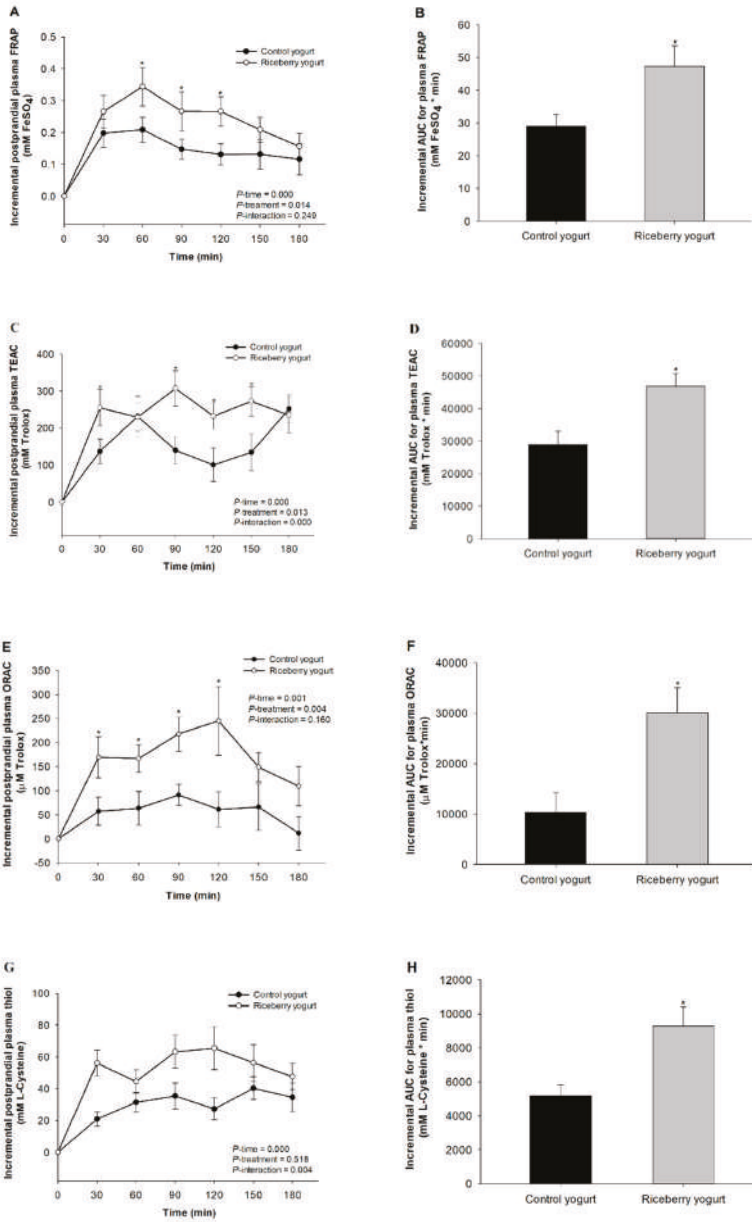 A
Control yogurt
Riceberry yogurt
Incremental postprandial plasma FRAP
(mM FeSO4)
0.5
0.4
0.3
0.2
0.1
0.0
*
*
*
P-time = 0.000
P-treament = 0.014
P-interaction = 0.249
0 30 60 90 120 150 180
Time (min)
B
Incremental AUC for plasma FRAP
(mM FeSO4 * min)
60
50
40
30
20
10
0
*
Control yogurt Riceberry yogurt
C
Control yogurt
Riceberry yogurt
Incremental postprandial plasma TEAC
(mM Trolox)
400
300
200
100
0
*
*
*
*
P-time = 0.000
P-treatment = 0.013
P-interaction = 0.000
0 30 60 90 120 150 180
Time (min)
D
Incremental AUC for plasma TEAC
(mM Trolox * min)
60000
50000
40000
30000
20000
10000
0
*
Control yogurt Riceberry yogurt
E
Control yogurt
Riceberry yogurt
Incremental postprandial plasma ORAC
(µM Trolox)
350
300
250
200
150
100
50
0
-50
*
*
*
*
P-time = 0.001
P-treatment = 0.004
P-interaction = 0.160
0 30 60 90 120 150 180
Time (min)
F
Incremental AUC for plasma ORAC
(µM Trolox*min)
40000
30000
20000
10000
0
*
Control yogurt Riceberry yogurt
G
Control yogurt
Riceberry yogurt
Incremental postprandial plasma thiol
(mM L-Cysteine)
100
80
60
40
20
0
P-time = 0.000
P-treatment = 0.518
P-interaction = 0.004
0 30 60 90 120 150 180
Time (min)
H
Incremental AUC for plasma thiol
(mM L-Cysteine * min)
12000
10000
8000
6000
4000
2000
0
*
Control yogurt Riceberry yogurt